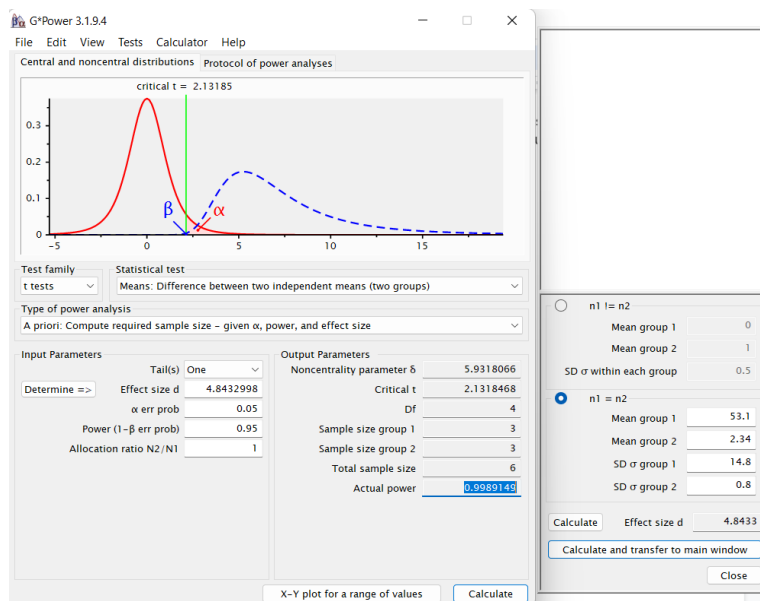 G*Power 3.1.9.4
File Edit View Tests Calculator Help
Central and noncentral distributions Protocol of power analyses
critical t = 2.13185
0.3
0.2
0.1
0
β α
-5 0 5 10 15
Test family Statistical test
t tests Means: Difference between two independent means (two groups)
Type of power analysis
A priori: Compute required sample size - given α, power, and effect size
Input Parameters
Tail(s) One
Determine => Effect size d 4.8432998
α err prob 0.05
Power (1-β err prob) 0.95
Allocation ratio N2/N1 1
Output Parameters
Noncentrality parameter δ 5.9318066
Critical t 2.1318468
Df 4
Sample size group 1 3
Sample size group 2 3
Total sample size 6
Actual power 0.9989149
X-Y plot for a range of values Calculate
n1 != n2
Mean group 1 0
Mean group 2 1
SD σ within each group 0.5
n1 = n2
Mean group 1 53.1
Mean group 2 2.34
SD σ group 1 14.8
SD σ group 2 0.8
Calculate Effect size d 4.8433
Calculate and transfer to main window
Close